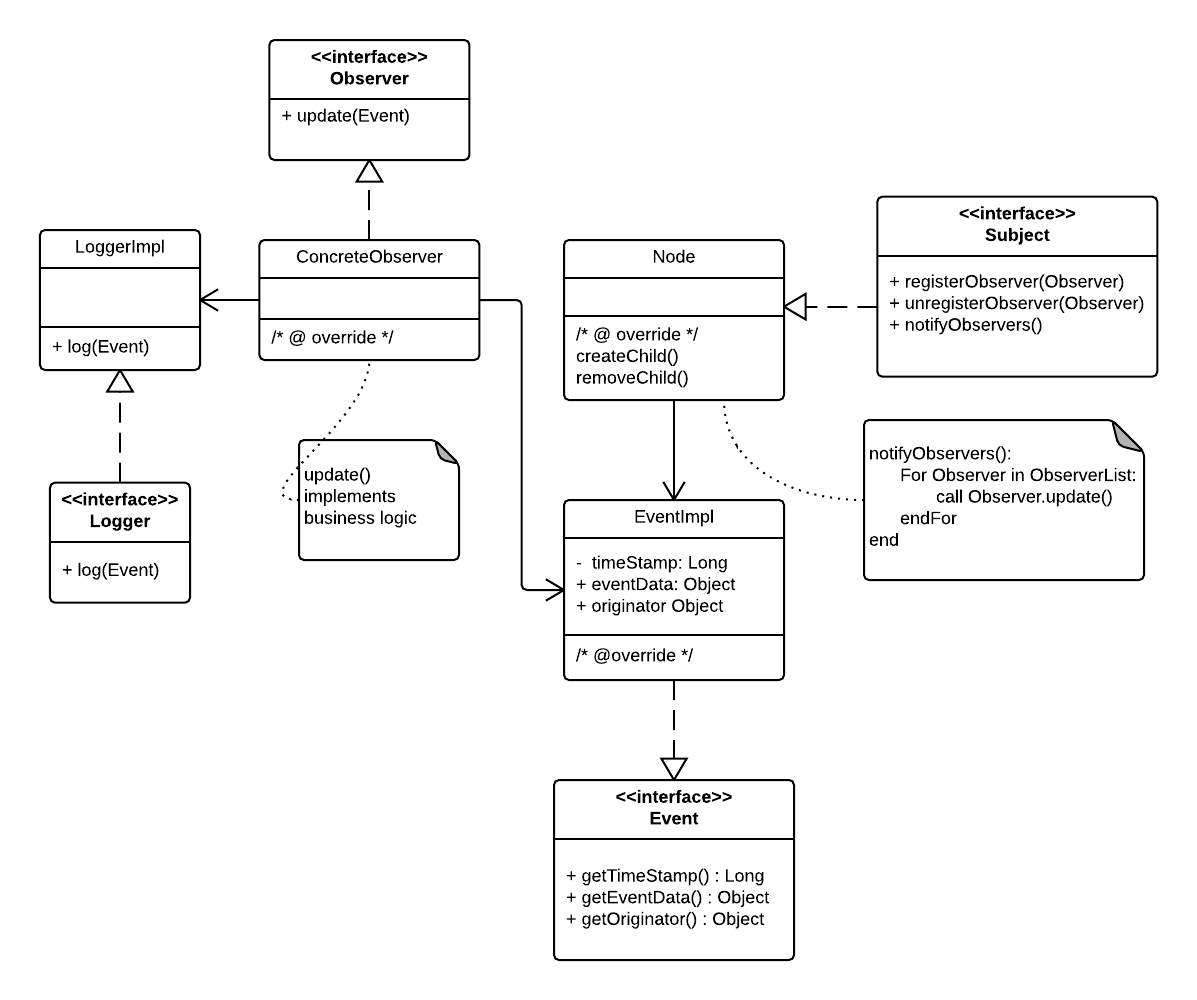 <<interface>>
Observer
+ update(Event)
LoggerImpl
+ log(Event)
ConcreteObserver
/* @ override */
Node
/* @ override */
createChild()
removeChild()
<<interface>>
Subject
+ registerObserver(Observer)
+ unregisterObserver(Observer)
+ notifyObservers()
<<interface>>
Logger
+ log(Event)
update()
implements
business logic
EventImpl
- timeStamp: Long
+ eventData: Object
+ originator Object
/* @override */
notifyObservers():
For Observer in ObserverList:
call Observer.update()
endFor
end
<<interface>>
Event
+ getTimeStamp() : Long
+ getEventData() : Object
+ getOriginator() : Object